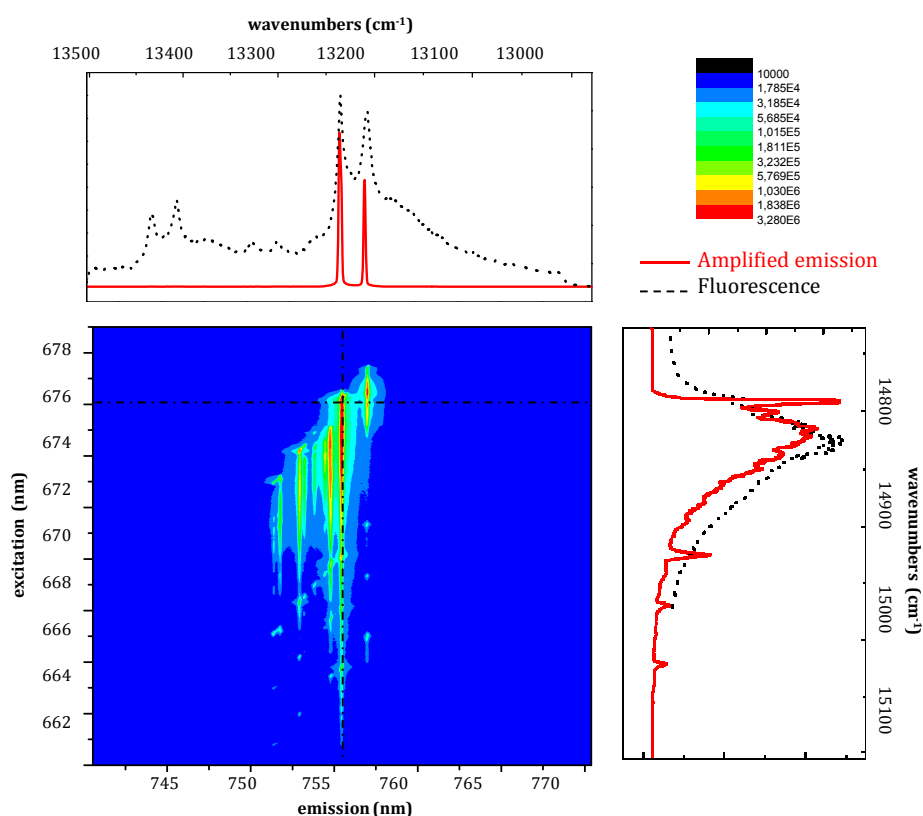 wavenumbers (cm-1)
13500 13400 13300 13200 13100 13000
10000
1,785E4
3,185E4
5,685E4
1,015E5
1,811E5
3,232E5
5,769E5
1,030E6
1,838E6
3,280E6
Amplified emission
Fluorescence
678
676
674
672
670
668
666
664
662
excitation (nm)
745 750 755 760 765 770
emission (nm)
14800
14900
15000
15100
wavenumbers (cm-1)